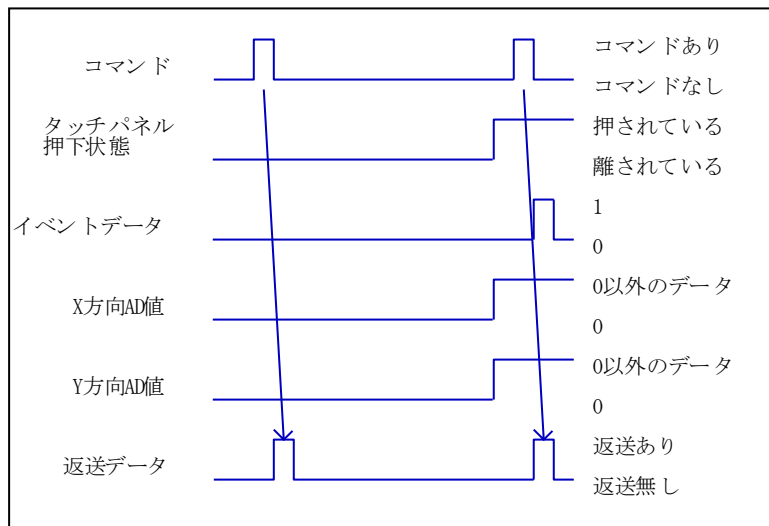 コマンド
コマンドあり
コマンドなし
タッチパネル
押下状態
押されている
離されている
イベントデータ
1
0
X方向AD値
0以外のデータ
0
Y方向AD値
0以外のデータ
0
返送データ
返送あり
返送無し